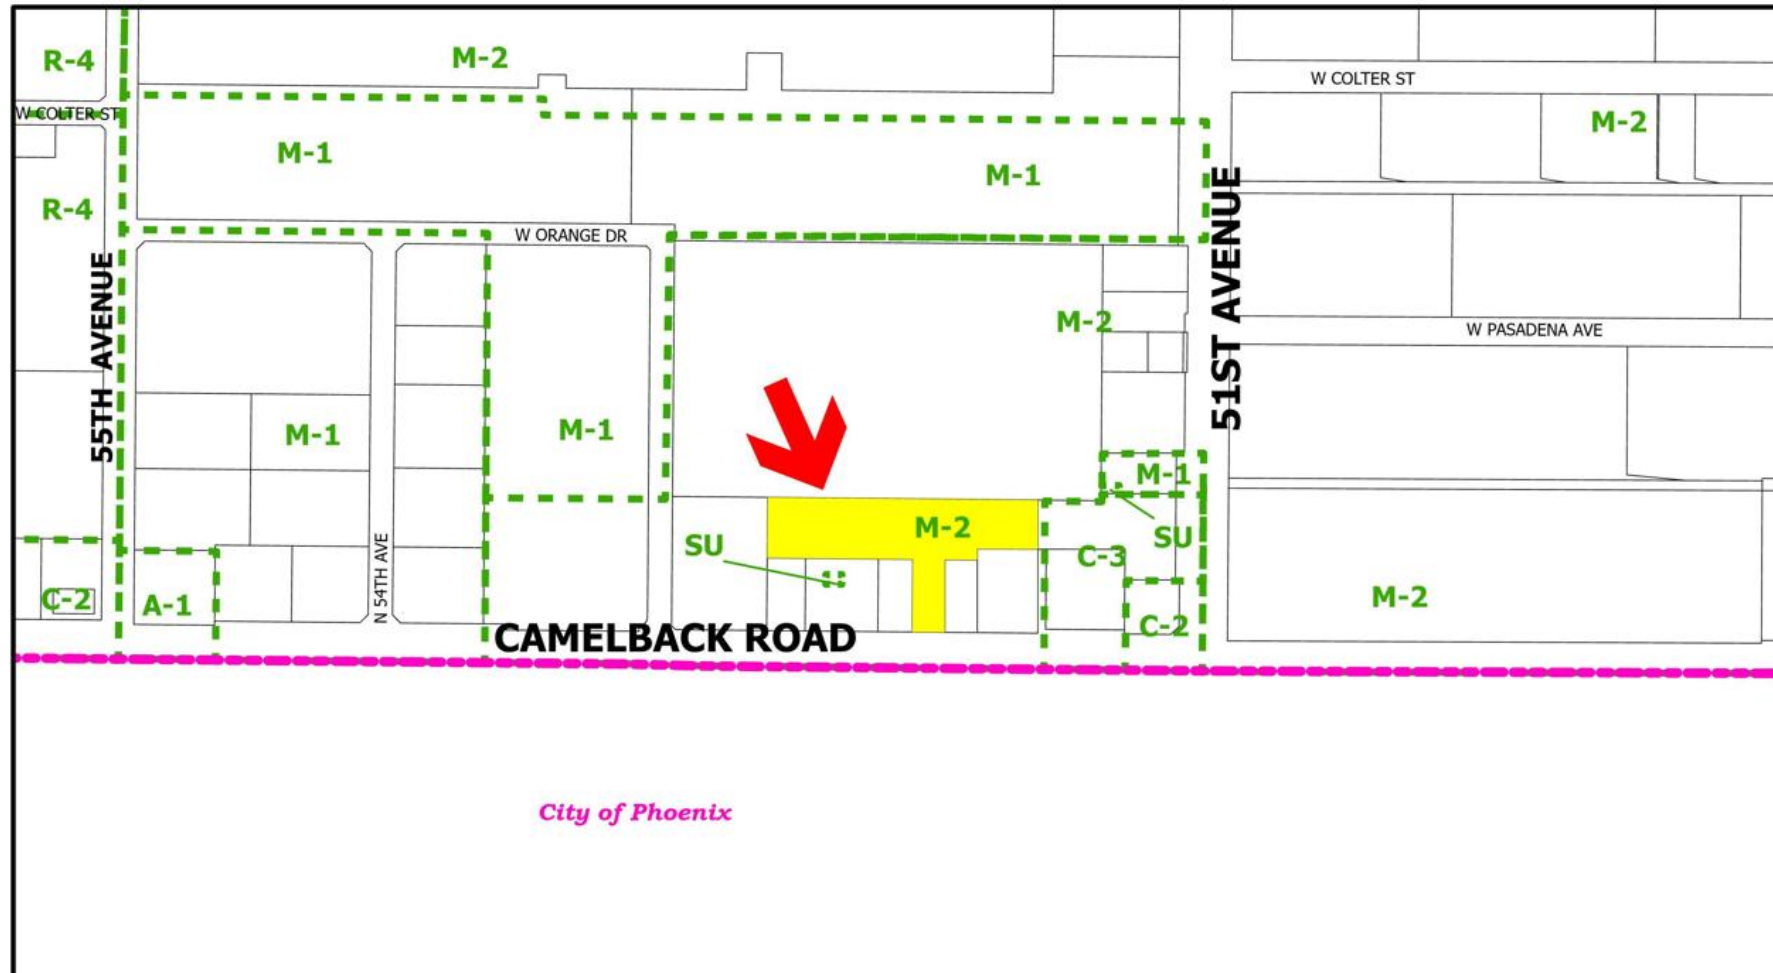 R-4
M-2
W COLTER ST
W COLTER ST
M-2
M-1
M-1
R-4
W ORANGE DR
55TH AVENUE
51ST AVENUE
M-2
W PASADENA AVE
M-1
M-1
M-1
SU
M-2
SU
C-3
N 54TH AVE
C-2
A-1
M-2
C-2
CAMELBACK ROAD
City of Phoenix